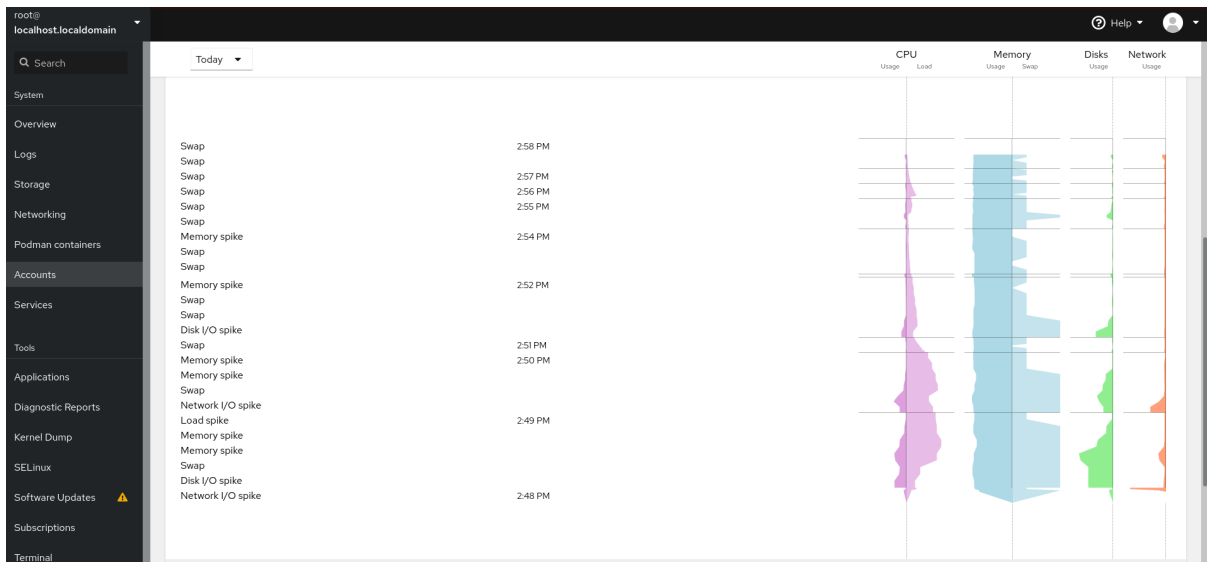 root@
localhost.localdomain
Help
Search
Today
CPU
Memory
Disks
Network
Usage
Load
Usage
Swap
Usage
Usage
System
Overview
Logs
Storage
Networking
Podman containers
Accounts
Services
Tools
Applications
Diagnostic Reports
Kernel Dump
SELinux
Software Updates
Subscriptions
Terminal
Swap 2:58 PM
Swap
Swap 2:57 PM
Swap 2:56 PM
Swap 2:55 PM
Swap
Memory spike 2:54 PM
Swap
Swap
Memory spike 2:52 PM
Swap
Swap
Disk I/O spike
Swap 2:51 PM
Memory spike 2:50 PM
Memory spike
Swap
Network I/O spike
Load spike 2:49 PM
Memory spike
Memory spike
Swap
Disk I/O spike
Network I/O spike 2:48 PM